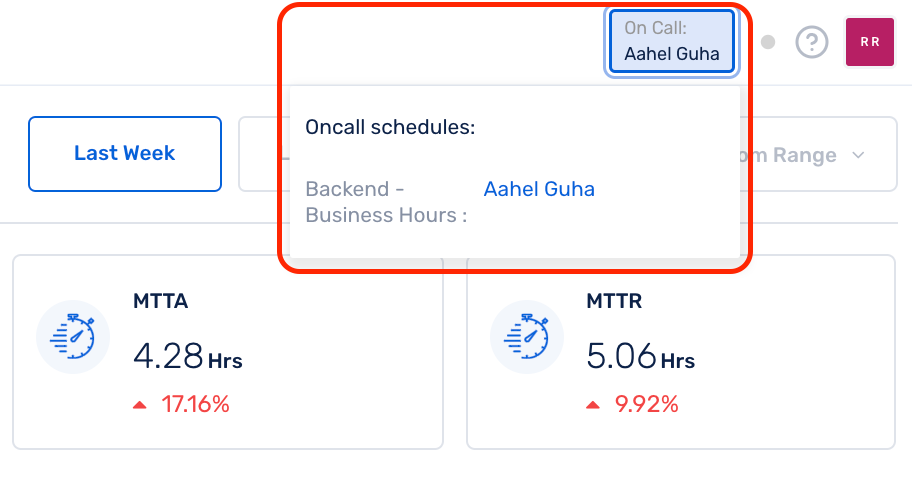 On Call:
Aahel Guha
RR
Oncall schedules:
Last Week
om Range
Backend -
Business Hours :
Aahel Guha
MTTA
4.28 Hrs
17.16%
MTTR
5.06 Hrs
9.92%